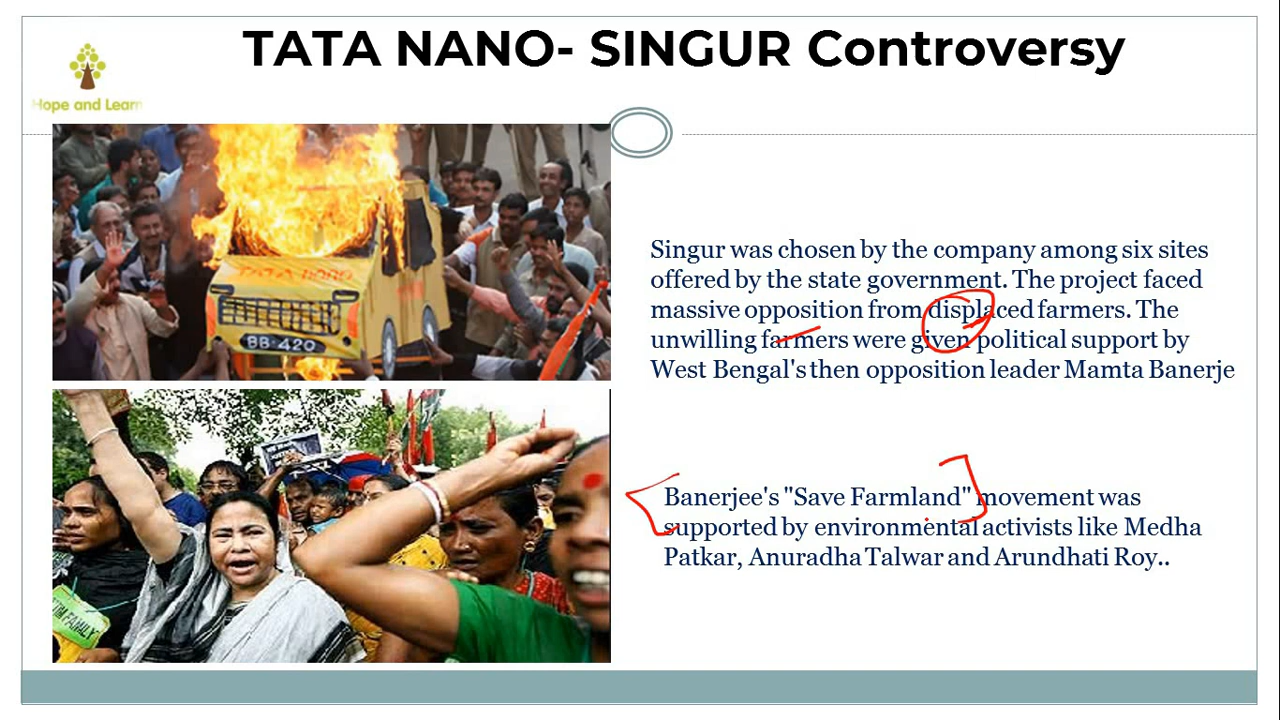 TATA NANO- SINGUR Controversy
Hope and Learn
TATA NANO
BB·420
Singur was chosen by the company among six sites
offered by the state government. The project faced
massive opposition from displaced farmers. The
unwilling farmers were given political support by
West Bengal's then opposition leader Mamta Banerje
Banerjee's "Save Farmland" movement was
supported by environmental activists like Medha
Patkar, Anuradha Talwar and Arundhati Roy..
FAMILY